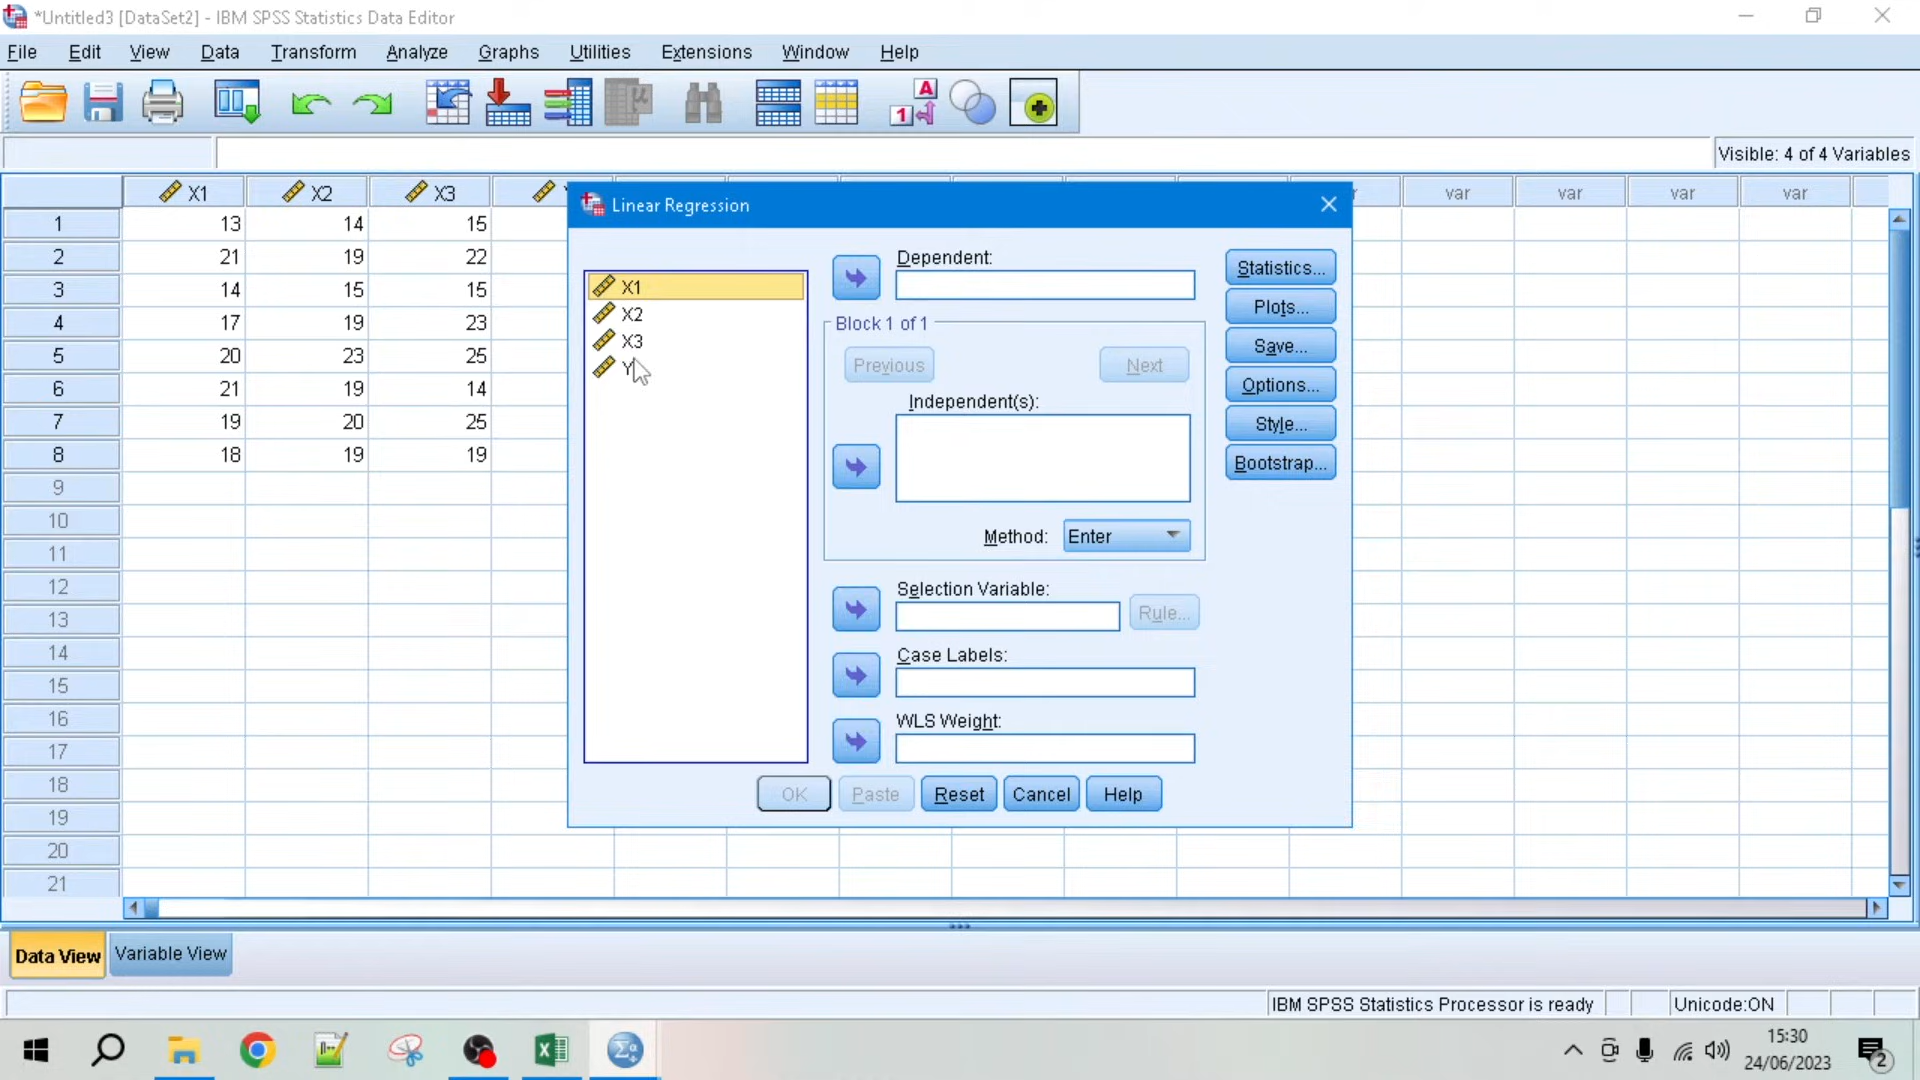 *Untitled3 [DataSet2] - IBM SPSS Statistics Data Editor
File Edit View Data Transform Analyze Graphs Utilities Extensions Window Help
Visible: 4 of 4 Variables
X1 X2 X3 var var var var
1 13 14 15
2 21 19 22
3 14 15 15
4 17 19 23
5 20 23 25
6 21 19 14
7 19 20 25
8 18 19 19
9
10
11
12
13
14
15
16
17
18
19
20
21
Linear Regression
X1
X2
X3
Y
Dependent:
Block 1 of 1
Previous Next
Independent(s):
Method: Enter
Selection Variable:
Rule...
Case Labels:
WLS Weight:
Statistics...
Plots...
Save...
Options...
Style...
Bootstrap...
OK Paste Reset Cancel Help
Data View Variable View
IBM SPSS Statistics Processor is ready Unicode:ON
15:30
24/06/2023
2